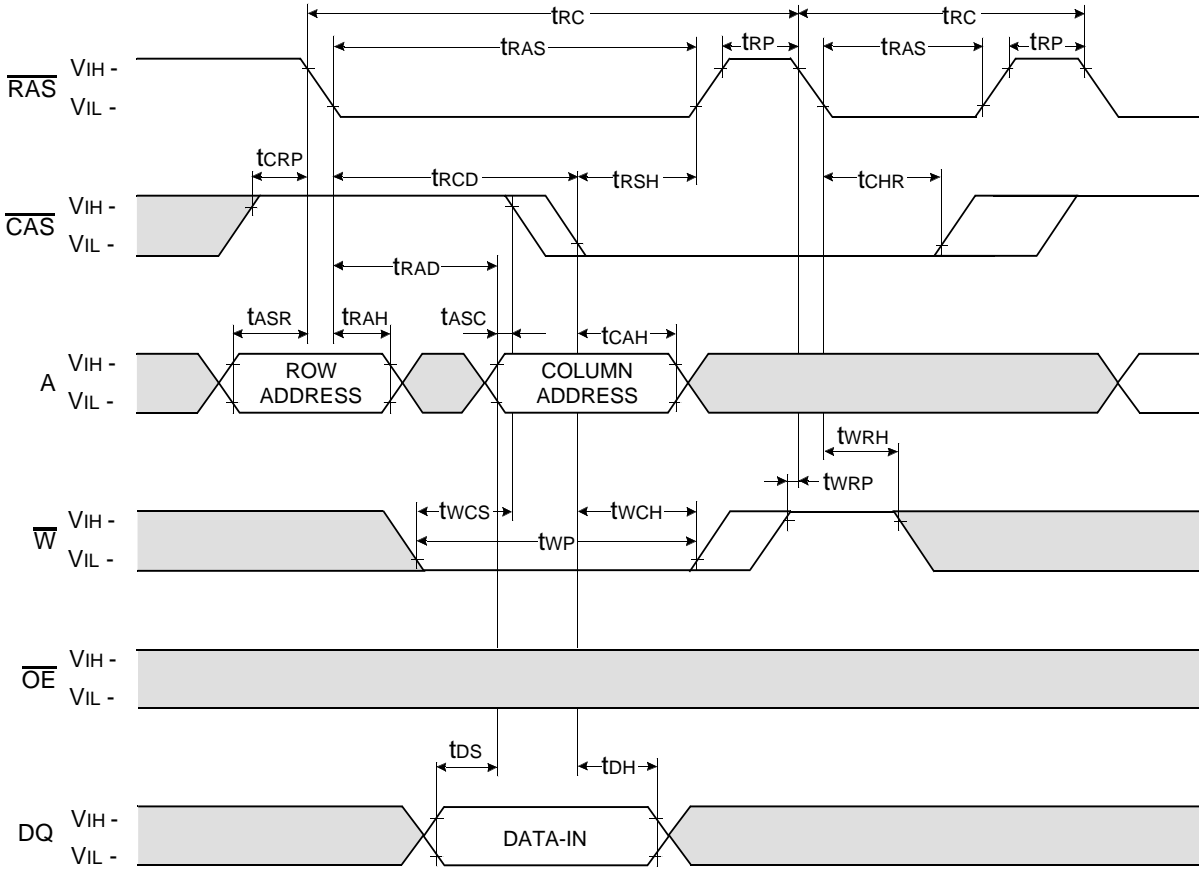 tRC tRC
tRAS tRP tRAS tRP
RAS VIH -
VIL -
tCRP tRCD tRSH tCHR
CAS VIH -
VIL -
tRAD
tASR tRAH tASC tCAH
A VIH -
VIL -
ROW
ADDRESS
COLUMN
ADDRESS
tWRH
tWRP
tWCS tWCH
W VIH -
VIL -
tWP
OE VIH -
VIL -
tDS tDH
DQ VIH -
VIL -
DATA-IN